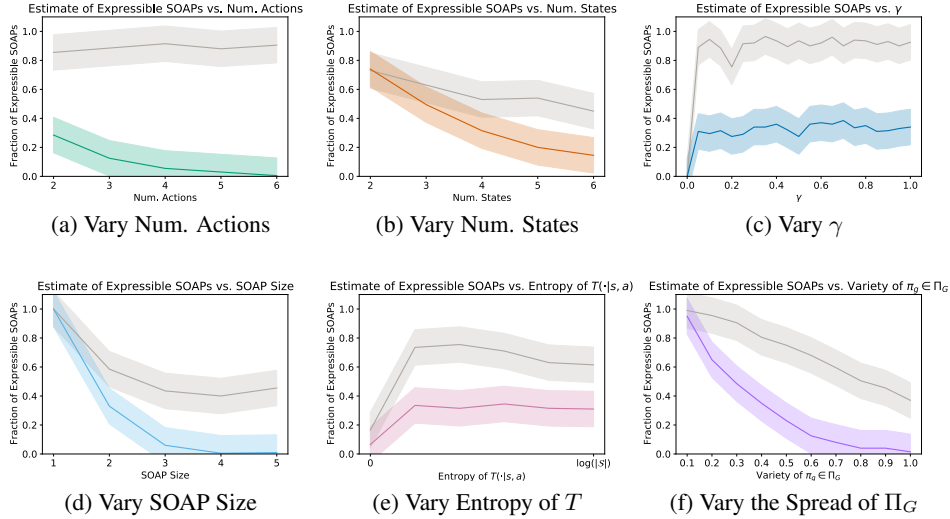 Estimate of Expressible SOAPs vs. Num. Actions
Fraction of Expressible SOAPs
1.0
0.8
0.6
0.4
0.2
0.0
2 3 4 5 6
Num. Actions
(a) Vary Num. Actions
Estimate of Expressible SOAPs vs. Num. States
Fraction of Expressible SOAPs
1.0
0.8
0.6
0.4
0.2
0.0
2 3 4 5 6
Num. States
(b) Vary Num. States
Estimate of Expressible SOAPs vs. γ
Fraction of Expressible SOAPs
1.0
0.8
0.6
0.4
0.2
0.0
0.0 0.2 0.4 0.6 0.8 1.0
γ
(c) Vary γ
Estimate of Expressible SOAPs vs. SOAP Size
Fraction of Expressible SOAPs
1.0
0.8
0.6
0.4
0.2
0.0
1 2 3 4 5
SOAP Size
(d) Vary SOAP Size
Estimate of Expressible SOAPs vs. Entropy of T(·|s, a)
Fraction of Expressible SOAPs
1.0
0.8
0.6
0.4
0.2
0.0
0 log(|𝒮|)
Entropy of T(·|s, a)
(e) Vary Entropy of T
Estimate of Expressible SOAPs vs. Variety of π_g ∈ Π_G
Fraction of Expressible SOAPs
1.0
0.8
0.6
0.4
0.2
0.0
0.1 0.2 0.3 0.4 0.5 0.6 0.7 0.8 0.9 1.0
Variety of π_g ∈ Π_G
(f) Vary the Spread of Π_G